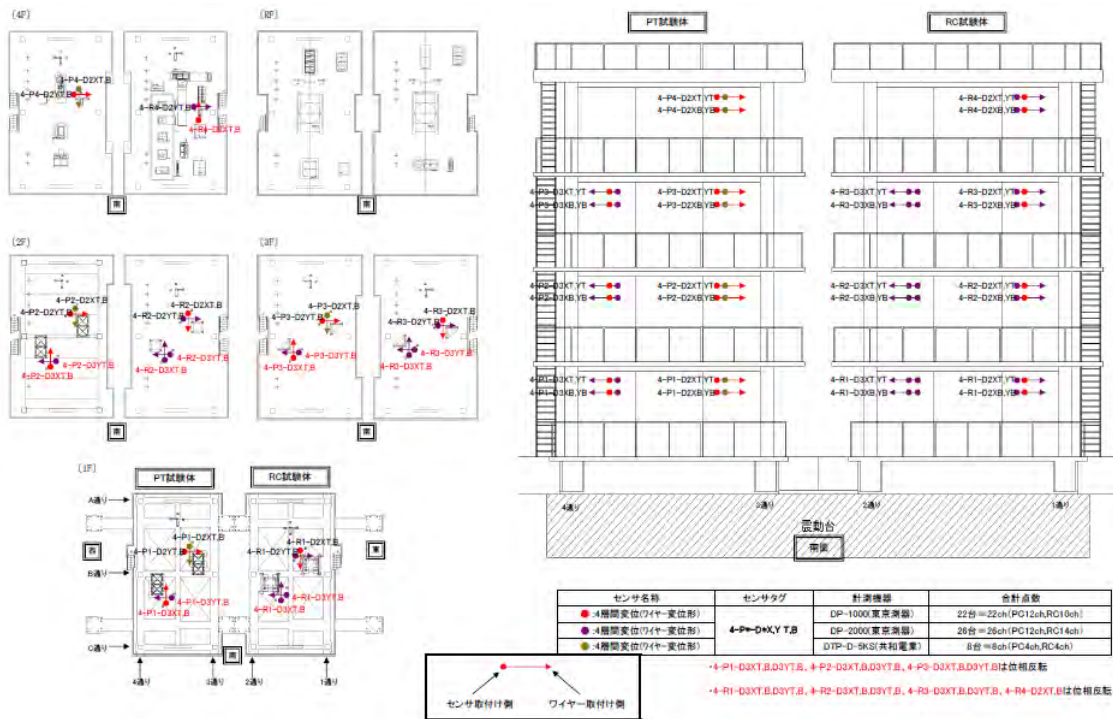 [4F]
[RF]
4-P4-D2XT,B
4-P4-D2YT,B
4-R4-D2YT,B
4-R4-D2XT,B
南
南
[2F]
[3F]
4-P2-D2XT,B
4-P2-D2YT,B
4-R2-D2XT,B
4-R2-D2YT,B
4-P2-D3YT,B
4-P2-D3XT,B
4-R2-D3YT,B
4-R2-D3XT,B
4-P3-D2XT,B
4-P3-D2YT,B
4-R3-D2XT,B
4-R3-D2YT,B
4-P3-D3YT,B
4-P3-D3XT,B
4-R3-D3YT,B
4-R3-D3XT,B
南
南
[1F]
PT試験体
RC試験体
A通り
B通り
C通り
西
東
4-P1-D2XT,B
4-P1-D2YT,B
4-R1-D2XT,B
4-R1-D2YT,B
4-P1-D3YT,B
4-P1-D3XT,B
4-R1-D3YT,B
4-R1-D3XT,B
南
4通り
3通り
2通り
1通り
PT試験体
RC試験体
4-P4-D2XT,YT
4-P4-D2XB,YB
4-R4-D2XT,YT
4-R4-D2XB,YB
4-P3-D3XT,YT
4-P3-D2XT,YT
4-R3-D3XT,YT
4-R3-D2XT,YT
4-P3-D3XB,YB
4-P3-D2XB,YB
4-R3-D3XB,YB
4-R3-D2XB,YB
4-P2-D3XT,YT
4-P2-D2XT,YT
4-R2-D3XT,YT
4-R2-D2XT,YT
4-P2-D3XB,YB
4-P2-D2XB,YB
4-R2-D3XB,YB
4-R2-D2XB,YB
4-P1-D3XT,YT
4-P1-D2XT,YT
4-R1-D3XT,YT
4-R1-D2XT,YT
4-P1-D3XB,YB
4-P1-D2XB,YB
4-R1-D3XB,YB
4-R1-D2XB,YB
4通り
3通り
2通り
1通り
震動台
南面
センサ名称 センサタグ 計測機器 合計点数
:4層間変位(ワイヤー変位形) 4-P*-D*X,Y T,B DP-1000(東京測器) 22台=22ch(PC12ch,RC10ch)
:4層間変位(ワイヤー変位形) DP-2000(東京測器) 26台=26ch(PC12ch,RC14ch)
:4層間変位(ワイヤー変位形) DTP-D-5KS(共和電業) 8台=8ch(PC4ch,RC4ch)
センサ取付け側 ワイヤー取付け側
・4-P1-D3XT,B,D3YT,B、4-P2-D3XT,B,D3YT,B、4-P3-D3XT,B,D3YT,Bは位相反転
・4-R1-D3XT,B,D3YT,B、4-R2-D3XT,B,D3YT,B、4-R3-D3XT,B,D3YT,B、4-R4-D2XT,Bは位相反転